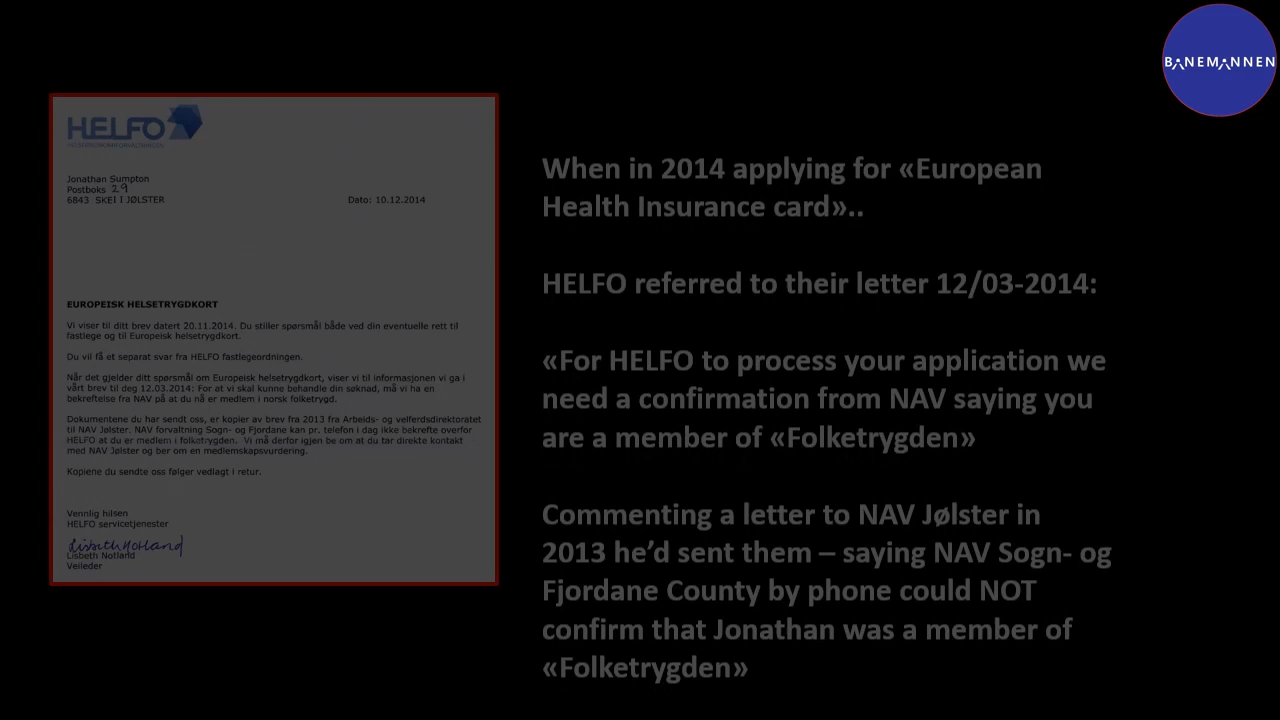 BANEMANNEN
HELFO
Jonathan Sumpton
Postboks 29
6843 SKEI I JØLSTER
Dato: 10.12.2014
EUROPEISK HELSETRYGDKORT
Vi viser til ditt brev datert 20.11.2014. Du stiller spørsmål både ved din eventuelle rett til
fastlege og til Europeisk helsetrygdkort.
Du vil få et separat svar fra HELFO fastlegeordningen.
Når det gjelder ditt spørsmål om Europeisk helsetrygdkort, viser vi til informasjonen vi ga i
vårt brev til deg 12.03.2014: For at vi skal kunne behandle din søknad, må vi ha en
bekreftelse fra NAV på at du nå er medlem i norsk folketrygd.
Dokumentene du har sendt oss, er kopier av brev fra 2013 fra Arbeids- og velferdsdirektoratet
til NAV Jølster. NAV forvaltning Sogn- og Fjordane kan pr. telefon i dag ikke bekrefte overfor
HELFO at du er medlem i folketrygden. Vi må derfor igjen be om at du tar direkte kontakt
med NAV Jølster og ber om en medlemskapsvurdering.
Kopiene du sendte oss følger vedlagt i retur.
Vennlig hilsen
HELFO servicetjenester
Lisbeth Notland
Lisbeth Notland
Veileder
When in 2014 applying for «European
Health Insurance card»..
HELFO referred to their letter 12/03-2014:
«For HELFO to process your application we
need a confirmation from NAV saying you
are a member of «Folketrygden»
Commenting a letter to NAV Jølster in
2013 he’d sent them – saying NAV Sogn- og
Fjordane County by phone could NOT
confirm that Jonathan was a member of
«Folketrygden»